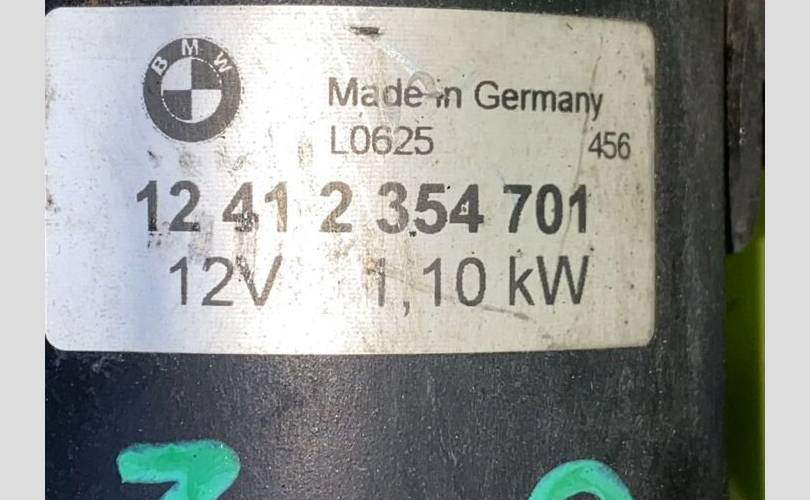 BMW
Made in Germany
L0625 456
12 41 2 354 701
12V 1,10 kW